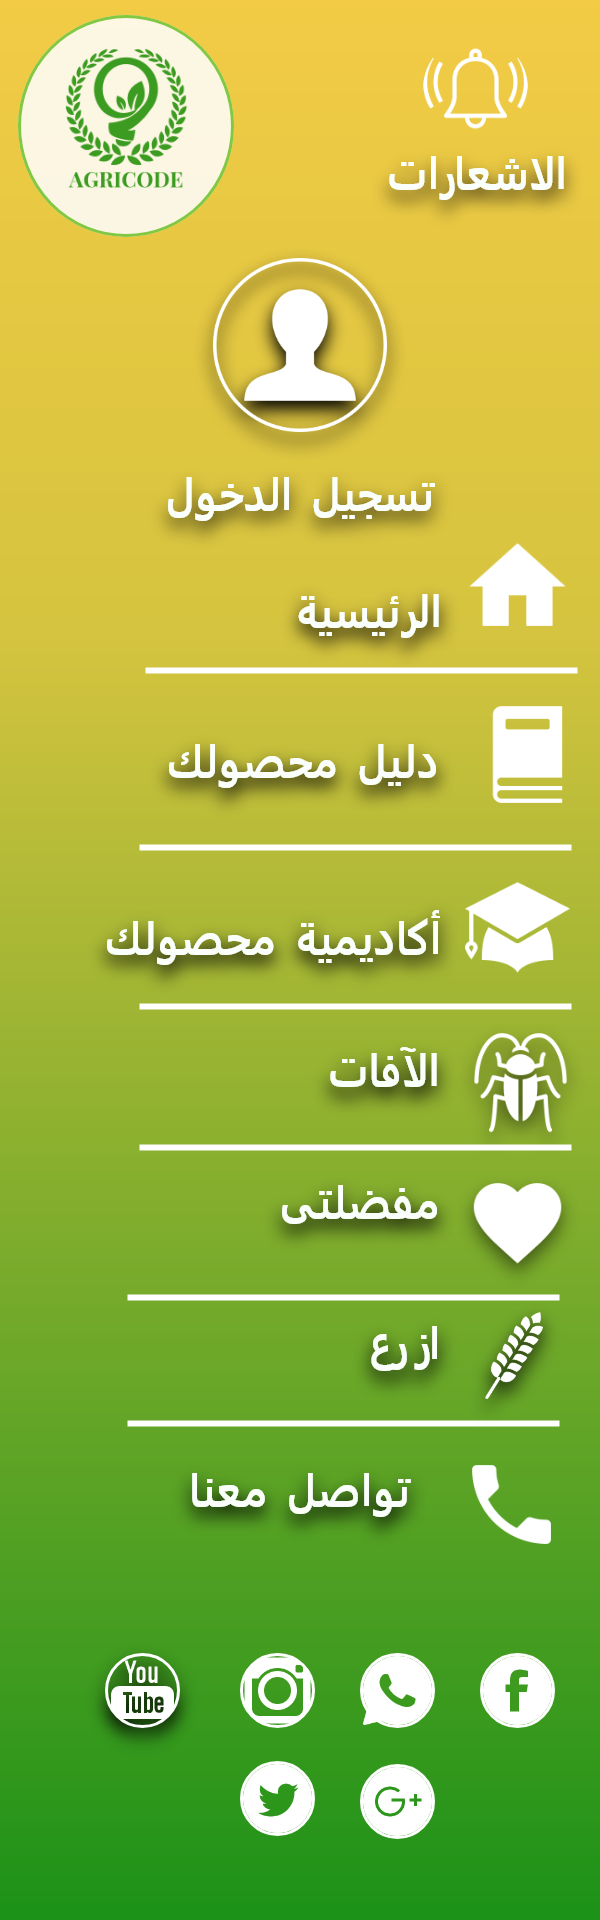 AGRICODE
الاشعارات
تسجيل الدخول
الرئيسية
دليل محصولك
أكاديمية محصولك
الآفات
مفضلتى
ازرع
تواصل معنا
You
Tube
f
G+